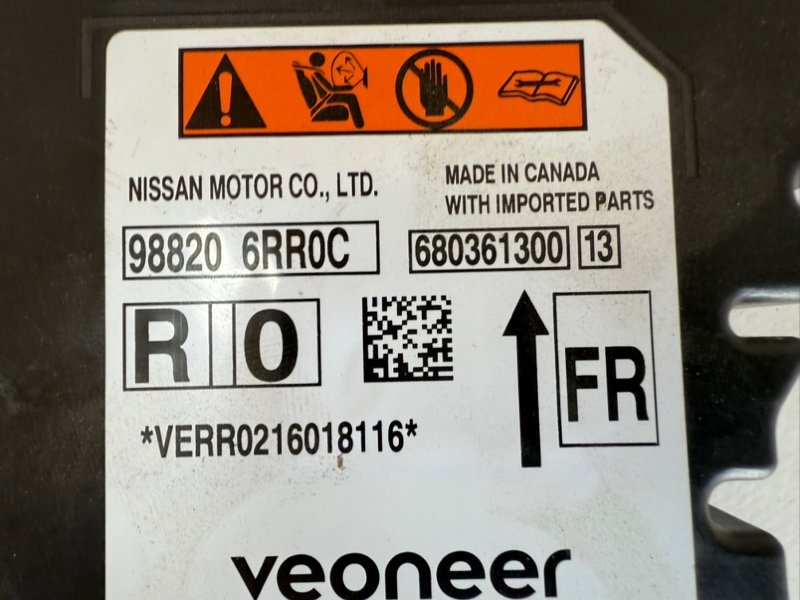 NISSAN MOTOR CO., LTD.
MADE IN CANADA
WITH IMPORTED PARTS
98820 6RR0C
680361300 13
R O
FR
*VERR0216018116*
veoneer